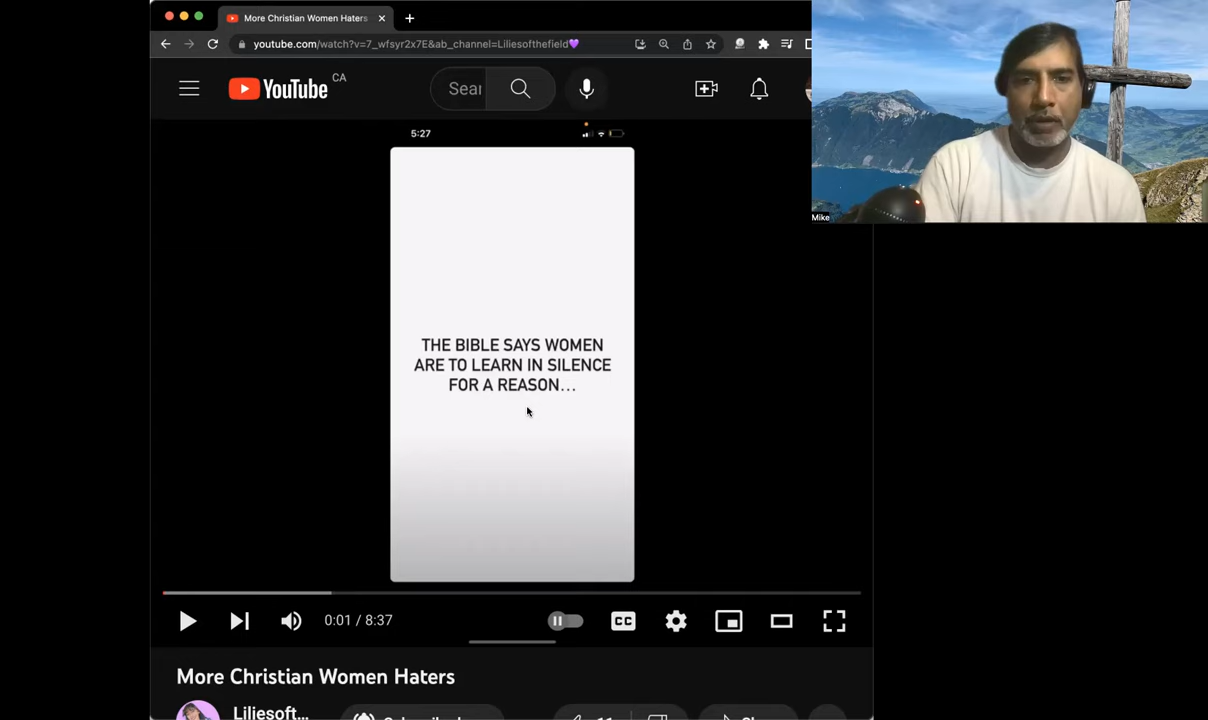 More Christian Women Haters
youtube.com/watch?v=7_wfsyr2x7E&ab_channel=Liliesofthefield💜
YouTube CA
Sear
5:27
Mike
THE BIBLE SAYS WOMEN
ARE TO LEARN IN SILENCE
FOR A REASON...
0:01 / 8:37
CC
More Christian Women Haters
Liliesoft...